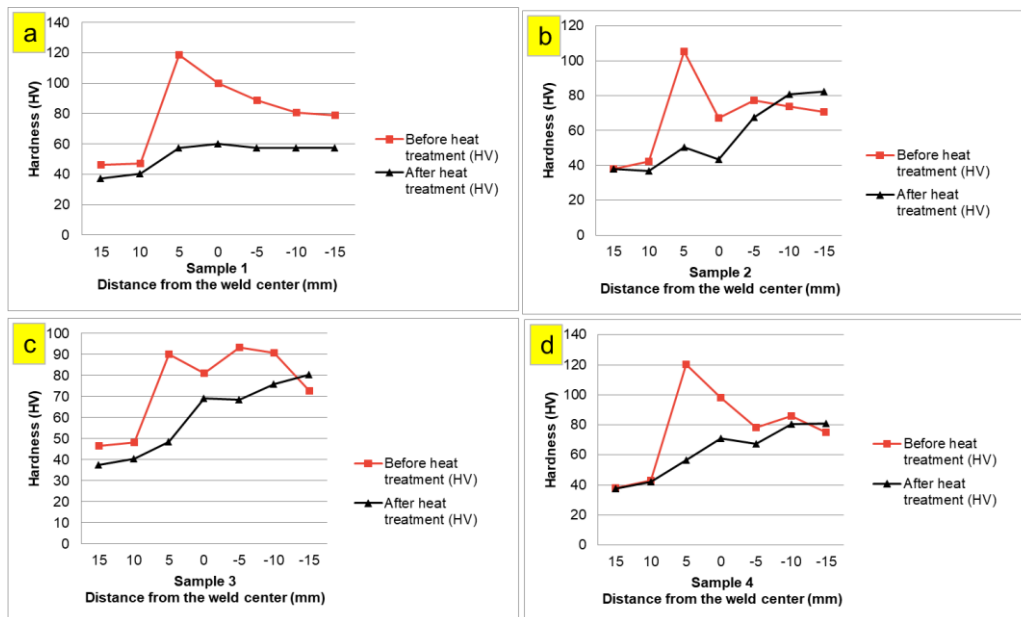 a
140
120
100
80
60
40
20
0
Hardness (HV)
15 10 5 0 -5 -10 -15
Sample 1
Distance from the weld center (mm)
Before heat
treatment (HV)
After heat
treatment (HV)
b
120
100
80
60
40
20
0
Hardness (HV)
15 10 5 0 -5 -10 -15
Sample 2
Distance from the weld center (mm)
Before heat
treatment (HV)
After heat
treatment (HV)
c
100
90
80
70
60
50
40
30
20
10
0
Hardness (HV)
15 10 5 0 -5 -10 -15
Sample 3
Distance from the weld center (mm)
Before heat
treatment (HV)
After heat
treatment (HV)
d
140
120
100
80
60
40
20
0
Hardness (HV)
15 10 5 0 -5 -10 -15
Sample 4
Distance from the weld center (mm)
Before heat
treatment (HV)
After heat
treatment (HV)